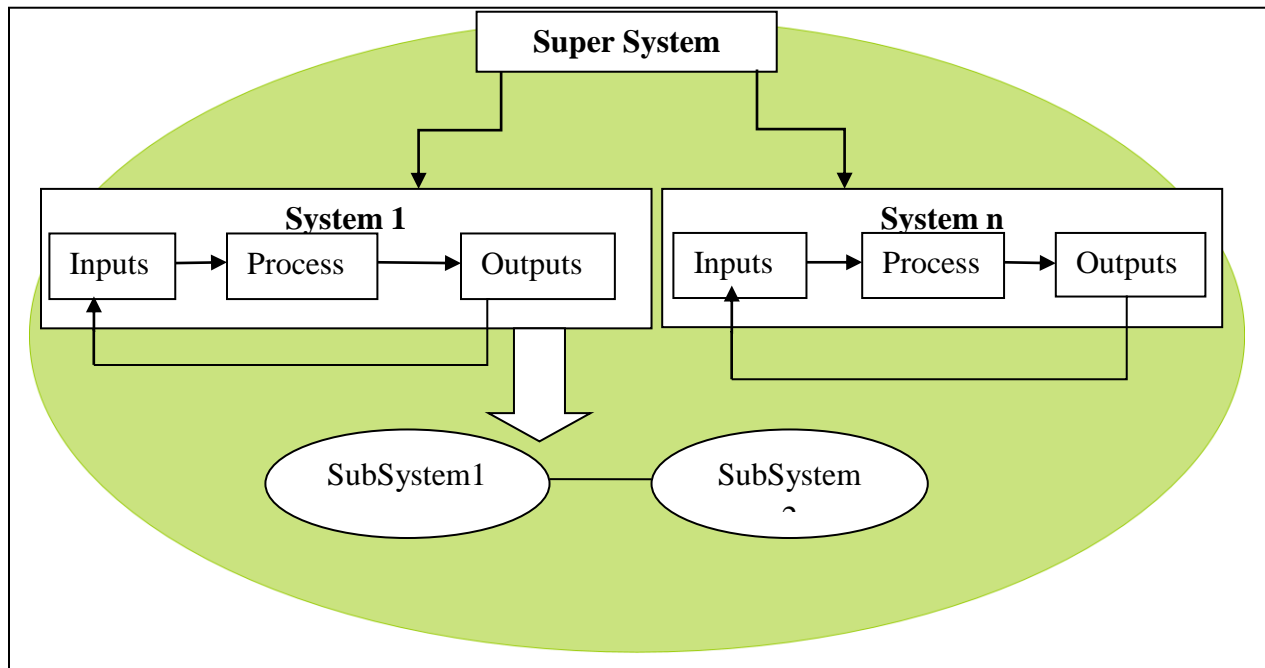 Super System
System 1
Inputs
Process
Outputs
System n
Inputs
Process
Outputs
SubSystem1
SubSystem